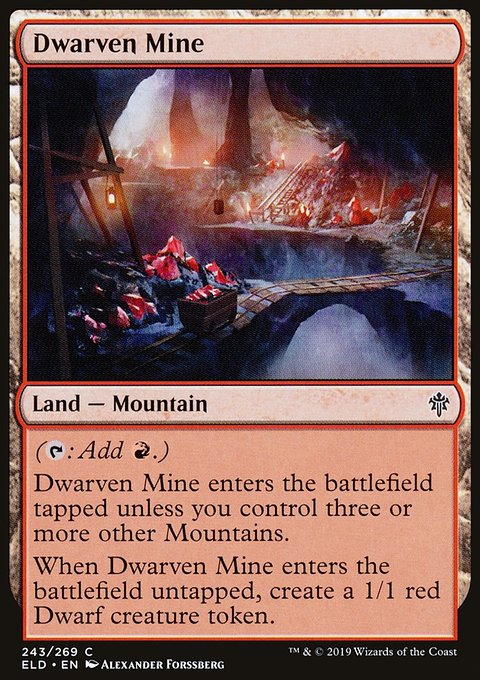 Dwarven Mine
Land — Mountain
(T: Add R.)
Dwarven Mine enters the battlefield
tapped unless you control three or
more other Mountains.
When Dwarven Mine enters the
battlefield untapped, create a 1/1 red
Dwarf creature token.
243/269 C
ELD • EN Alexander Forssberg
™ & © 2019 Wizards of the Coast